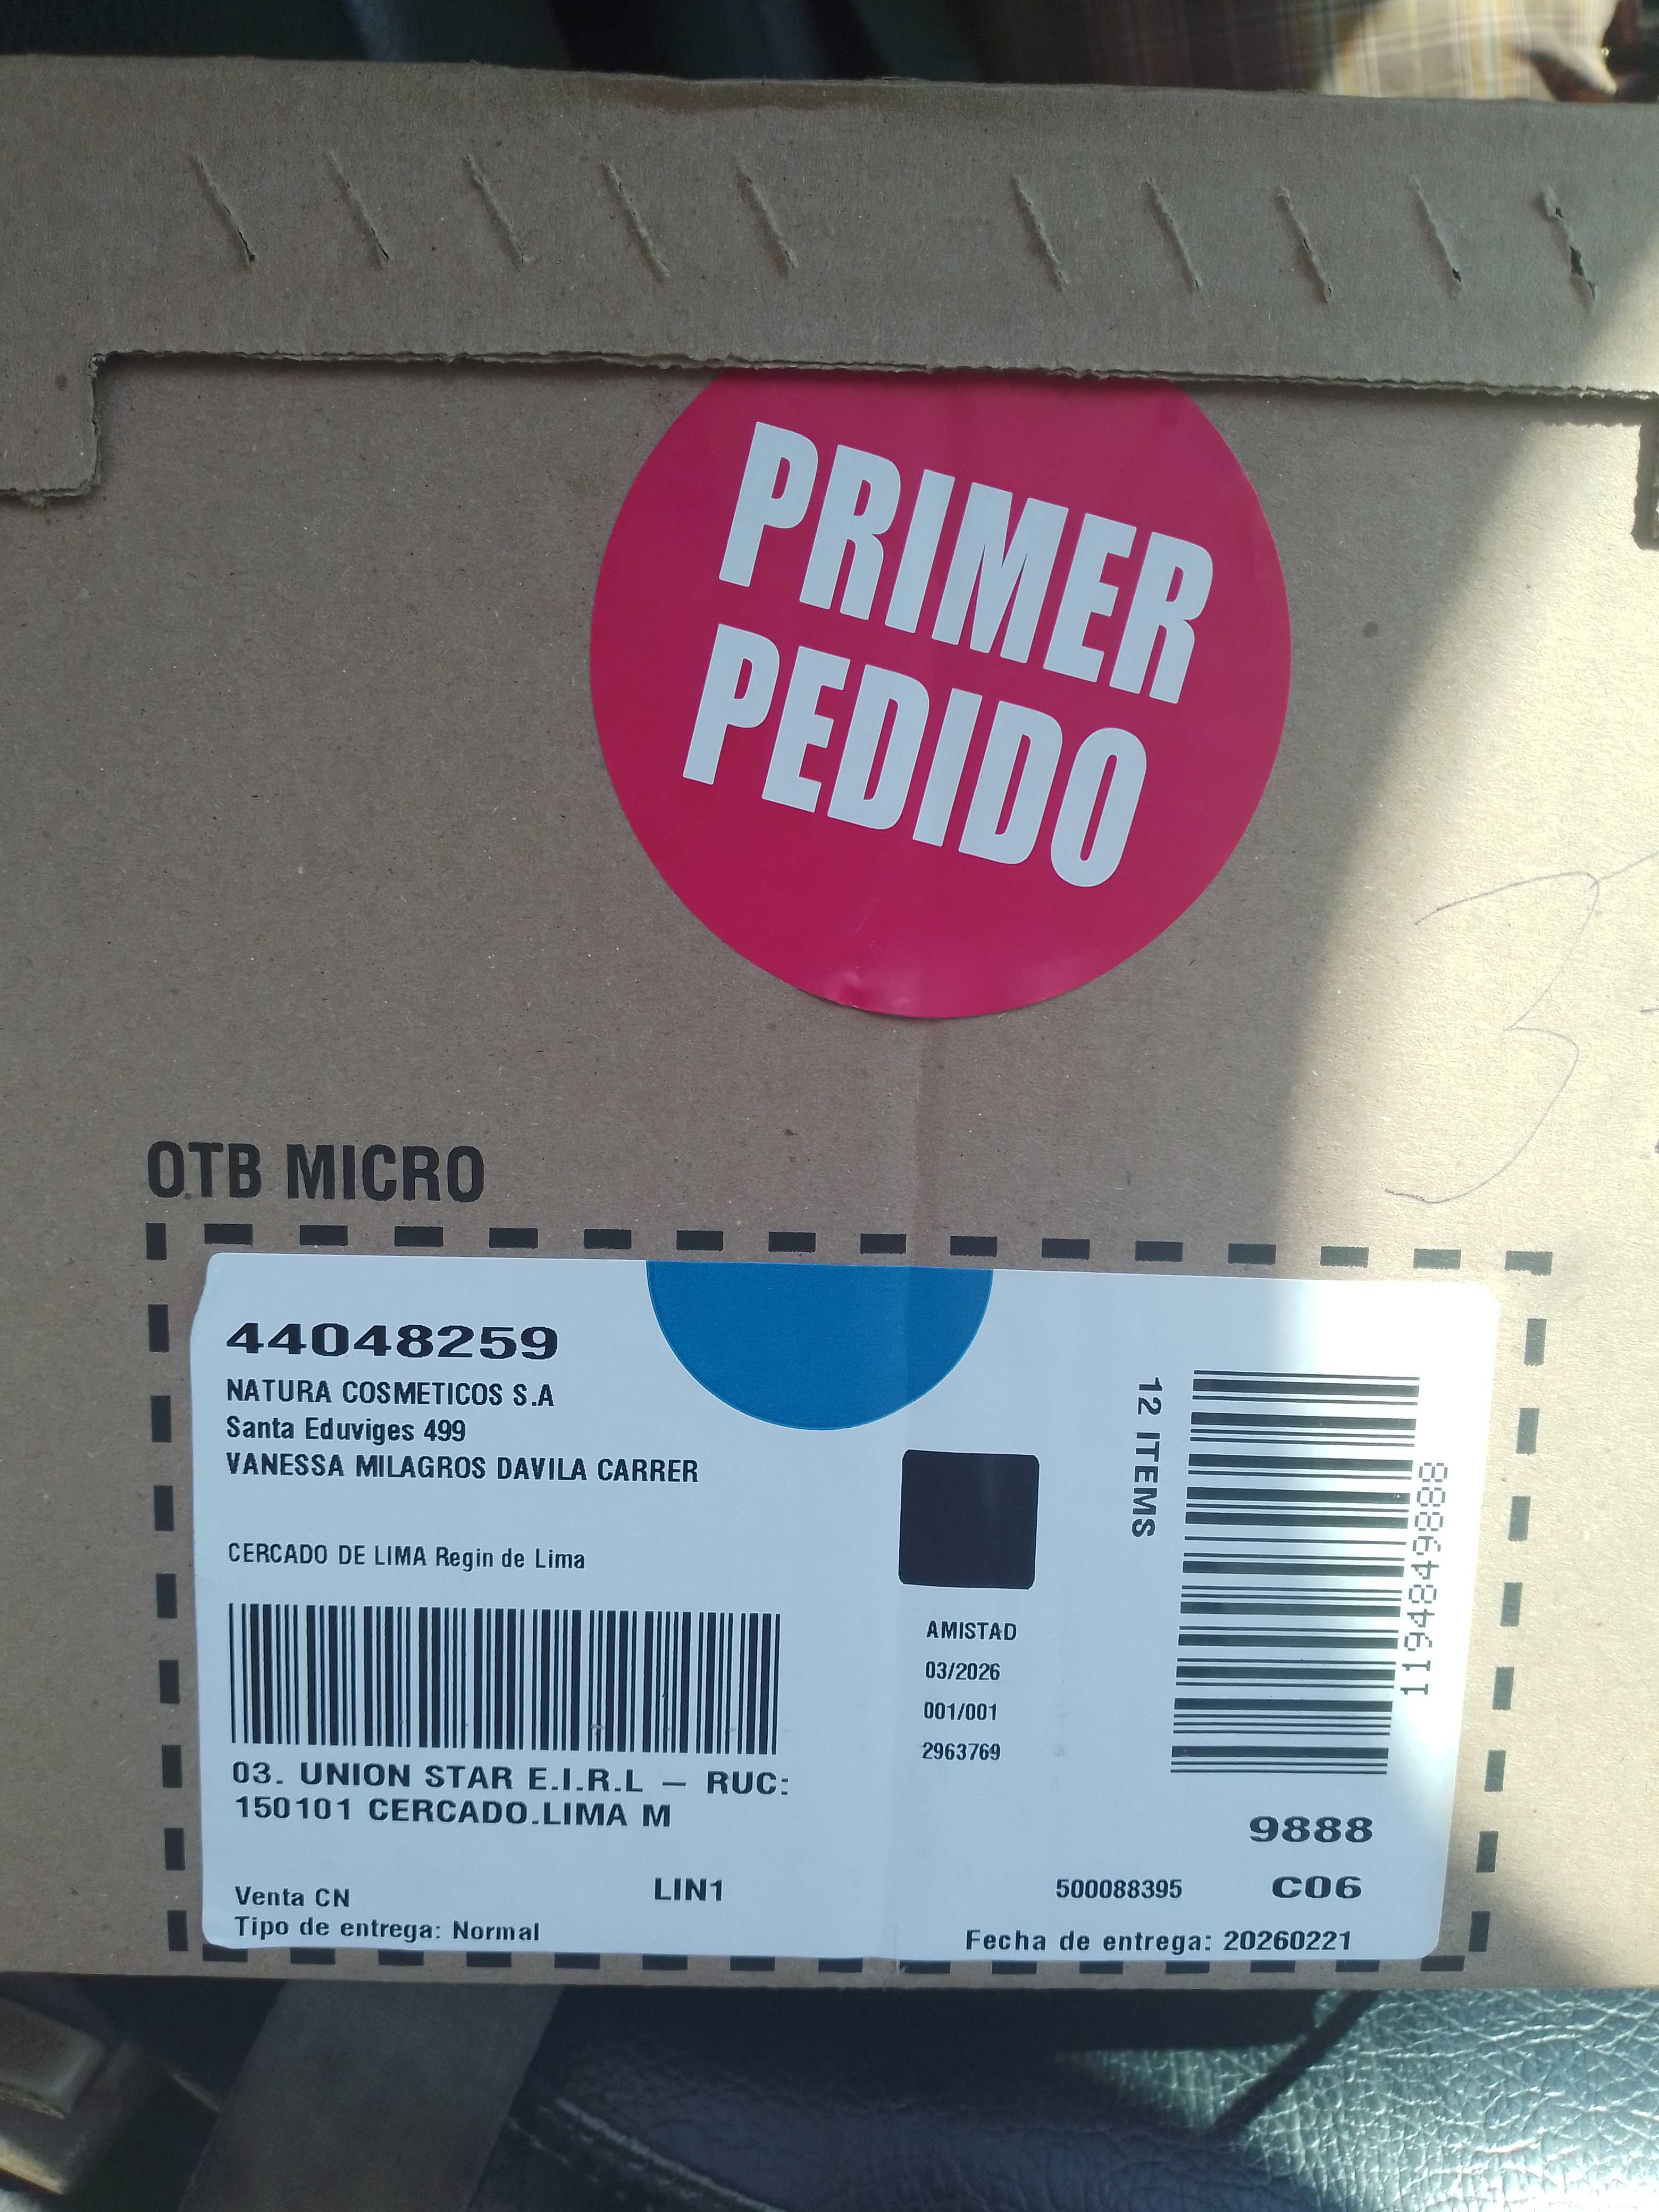 PRIMER
PEDIDO
3
OTB MICRO
44048259
NATURA COSMETICOS S.A
Santa Eduviges 499
VANESSA MILAGROS DAVILA CARRER
CERCADO DE LIMA Regin de Lima
12 ITEMS
1194849888
AMISTAD
03/2026
001/001
2963769
03. UNION STAR E.I.R.L – RUC:
150101 CERCADO.LIMA M
9888
Venta CN
LIN1
500088395
C06
Tipo de entrega: Normal
Fecha de entrega: 20260221